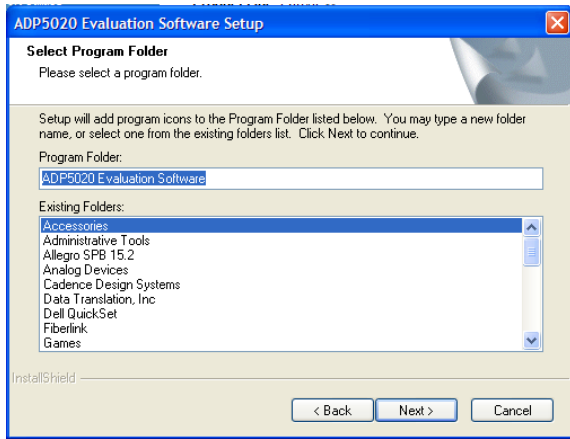 ADP5020 Evaluation Software Setup
Select Program Folder
Please select a program folder.
Setup will add program icons to the Program Folder listed below. You may type a new folder
name, or select one from the existing folders list. Click Next to continue.
Program Folder:
ADP5020 Evaluation Software
Existing Folders:
Accessories
Administrative Tools
Allegro SPB 15.2
Analog Devices
Cadence Design Systems
Data Translation, Inc
Dell QuickSet
Fiberlink
Games
InstallShield
< Back
Next >
Cancel